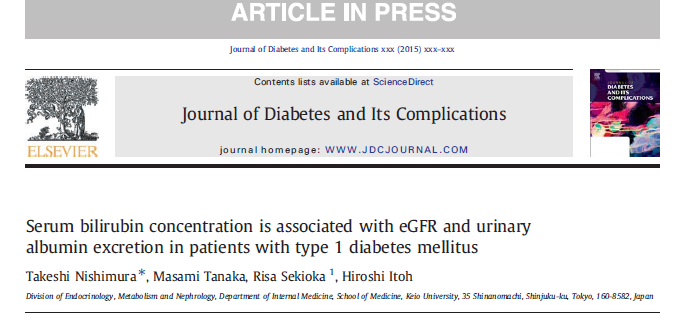 ARTICLE IN PRESS
Journal of Diabetes and Its Complications xxx (2015) xxx–xxx
Contents lists available at ScienceDirect
Journal of Diabetes and Its Complications
journal homepage: WWW.JDCJOURNAL.COM
ELSEVIER
JOURNAL OF
DIABETES
AND ITS
COMPLICATIONS
Serum bilirubin concentration is associated with eGFR and urinary
albumin excretion in patients with type 1 diabetes mellitus
Takeshi Nishimura*, Masami Tanaka, Risa Sekioka 1, Hiroshi Itoh
Division of Endocrinology, Metabolism and Nephrology, Department of Internal Medicine, School of Medicine, Keio University, 35 Shinanomachi, Shinjuku-ku, Tokyo, 160-8582, Japan